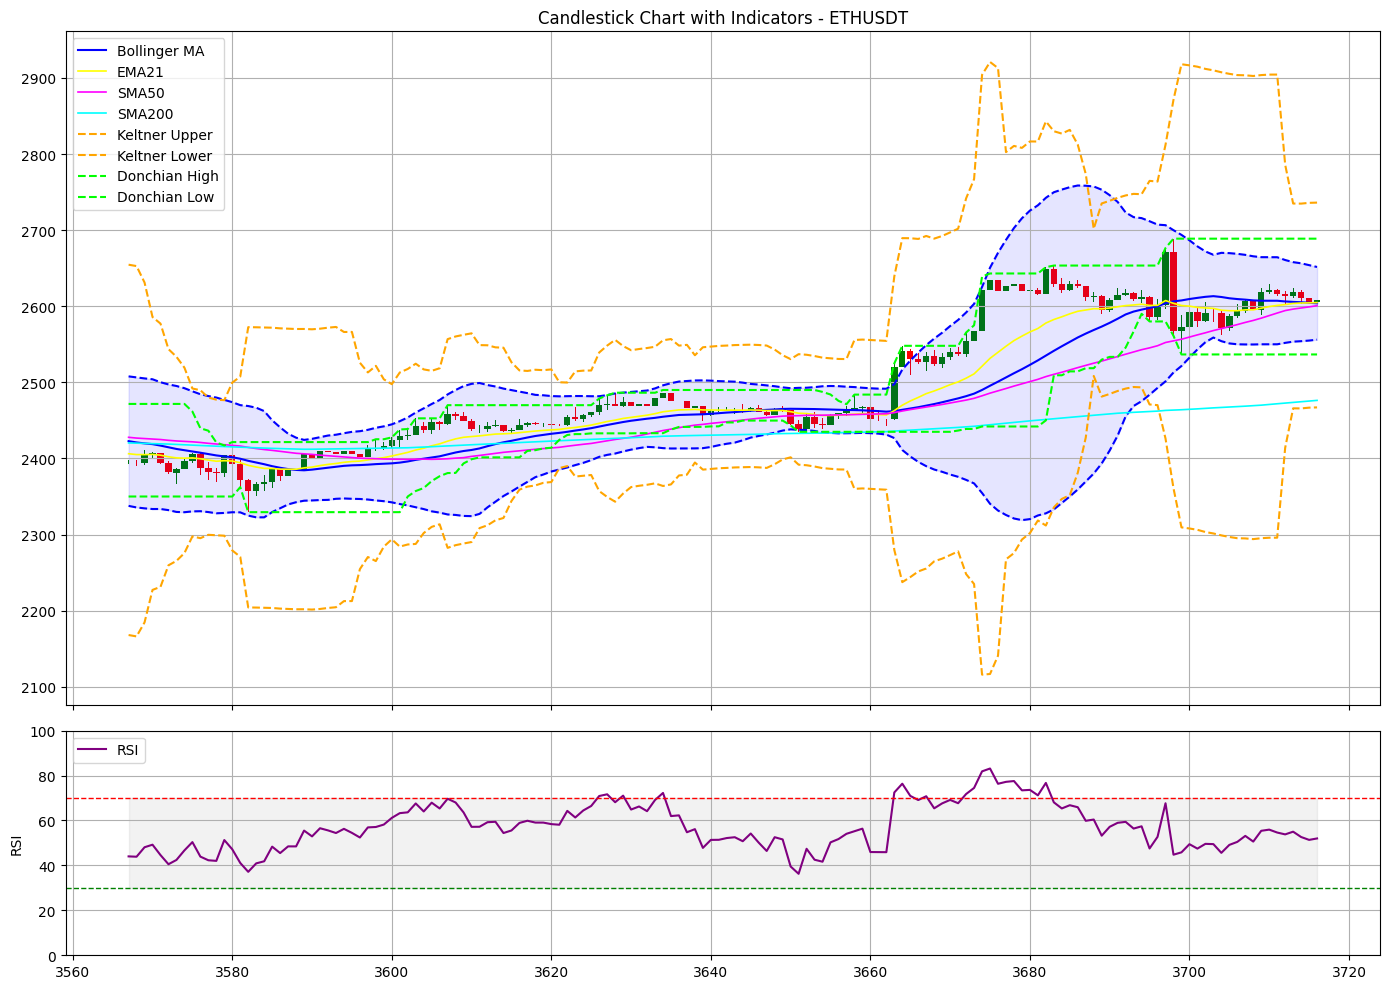 Candlestick Chart with Indicators - ETHUSDT
Bollinger MA
EMA21
SMA50
SMA200
Keltner Upper
Keltner Lower
Donchian High
Donchian Low
2900
2800
2700
2600
2500
2400
2300
2200
2100
RSI
100
80
60
40
20
0
RSI
3560
3580
3600
3620
3640
3660
3680
3700
3720